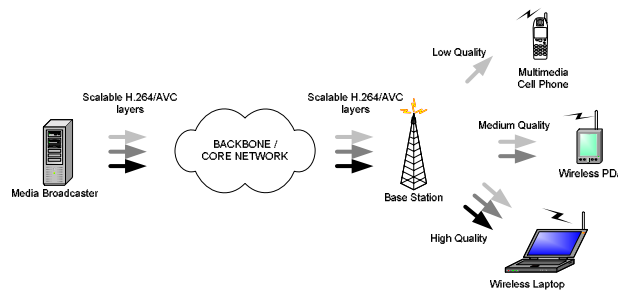 Low Quality
Multimedia
Cell Phone
Scalable H.264/AVC
layers
Scalable H.264/AVC
layers
BACKBONE /
CORE NETWORK
Medium Quality
Media Broadcaster
Base Station
Wireless PD/
High Quality
Wireless Laptop